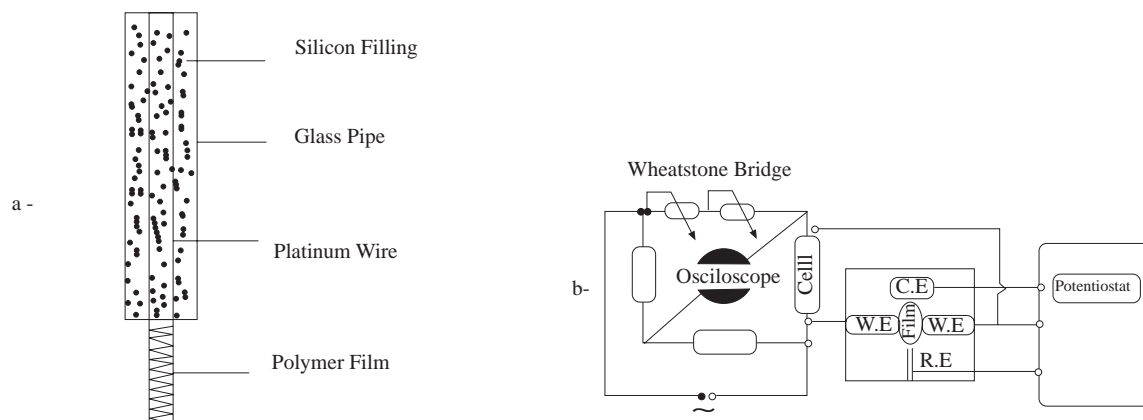 a -
Silicon Filling
Glass Pipe
Platinum Wire
Polymer Film
b-
Wheatstone Bridge
Osciloscope
Celll
C.E
W.E
Film
W.E
R.E
Potentiostat
~